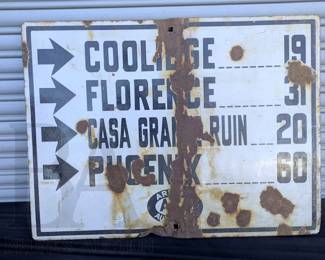 COOLIDGE 19
FLORENCE 31
CASA GRANDE RUIN 20
PHOENIX 60